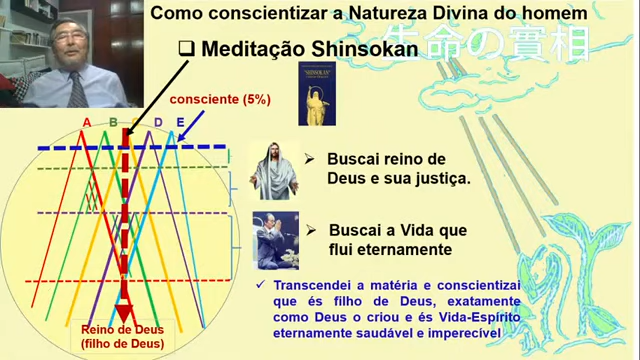 Como conscientizar a Natureza Divina do homem
❑ Meditação Shinsokan
生命の實相
consciente (5%)
"SHINSOKAN"
A B C D E
➢ Buscai reino de
Deus e sua justiça.
➢ Buscai a Vida que
flui eternamente
✓ Transcendei a matéria e conscientizai
que és filho de Deus, exatamente
como Deus o criou e és Vida-Espírito
eternamente saudável e imperecível
Reino de Deus
(filho de Deus)